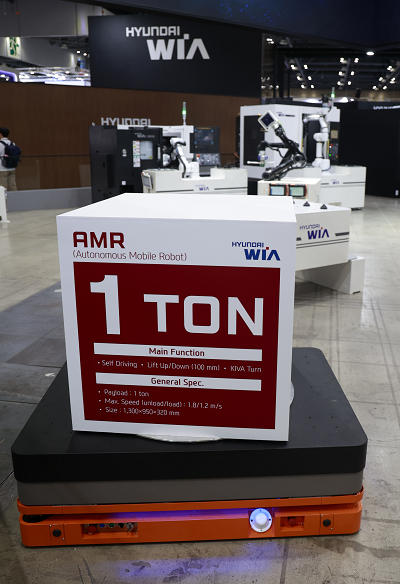 HYUNDAI
WIA
HYUNDAI
HYUNDAI
WIA
AMR
(Autonomous Mobile Robot)
HYUNDAI
WIA
1 TON
Main Function
• Self Driving • Lift Up/Down (100 mm) • KIVA Turn
General Spec.
• Payload : 1 ton
• Max. Speed (unload/load) : 1.8/1.2 m/s
• Size : 1,300×950×320 mm